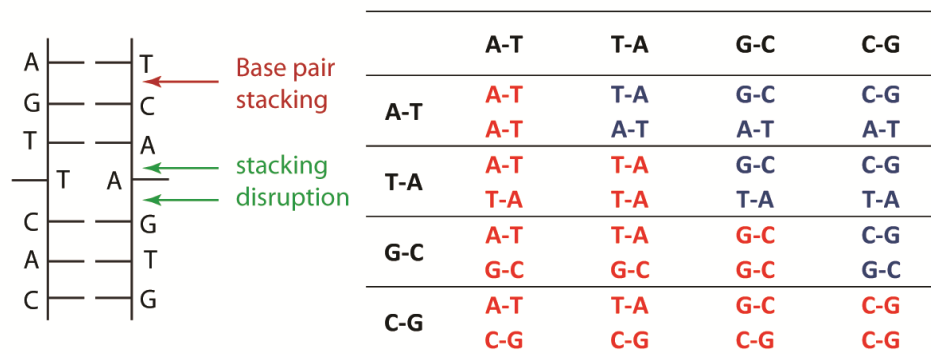 A T
Base pair
stacking
G C
T A
stacking
T A
disruption
C G
A T
C G
A-T T-A G-C C-G
A-T
A-T T-A G-C C-G
A-T A-T A-T A-T
T-A
A-T T-A G-C C-G
T-A T-A T-A T-A
G-C
A-T T-A G-C C-G
G-C G-C G-C G-C
C-G
A-T T-A G-C C-G
C-G C-G C-G C-G